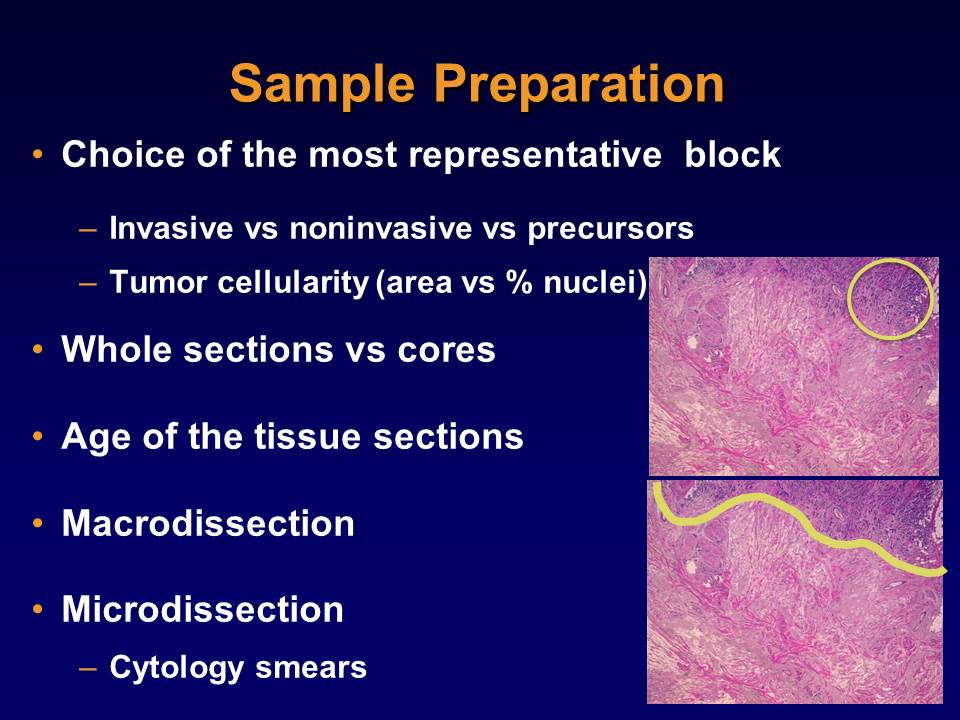 Sample Preparation
• Choice of the most representative block
– Invasive vs noninvasive vs precursors
– Tumor cellularity (area vs % nuclei)
• Whole sections vs cores
• Age of the tissue sections
• Macrodissection
• Microdissection
– Cytology smears